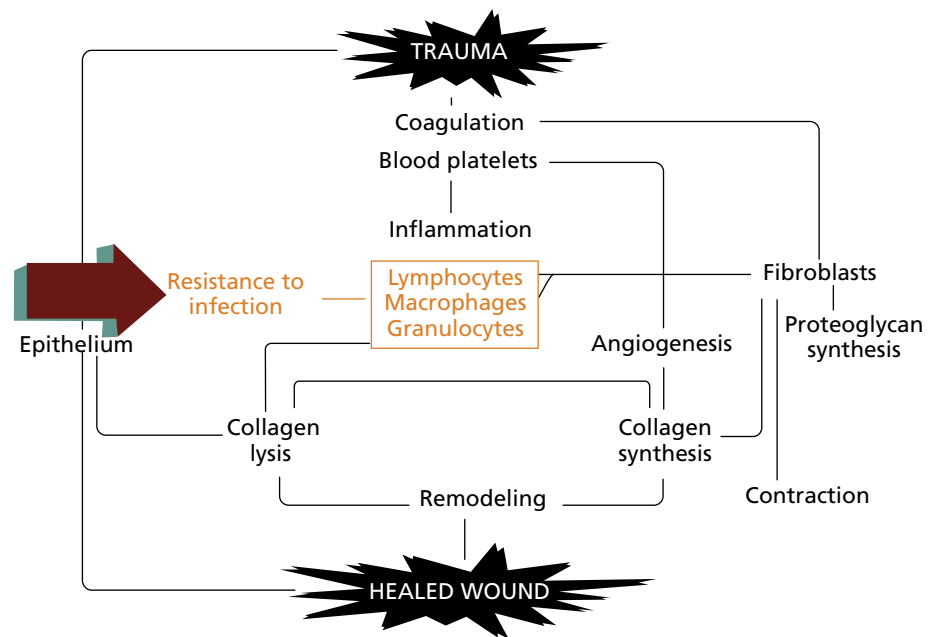 TRAUMA
Coagulation
Blood platelets
Inflammation
Resistance to
infection
Lymphocytes
Macrophages
Granulocytes
Fibroblasts
Proteoglycan
synthesis
Epithelium
Angiogenesis
Collagen
lysis
Collagen
synthesis
Remodeling
Contraction
HEALED WOUND